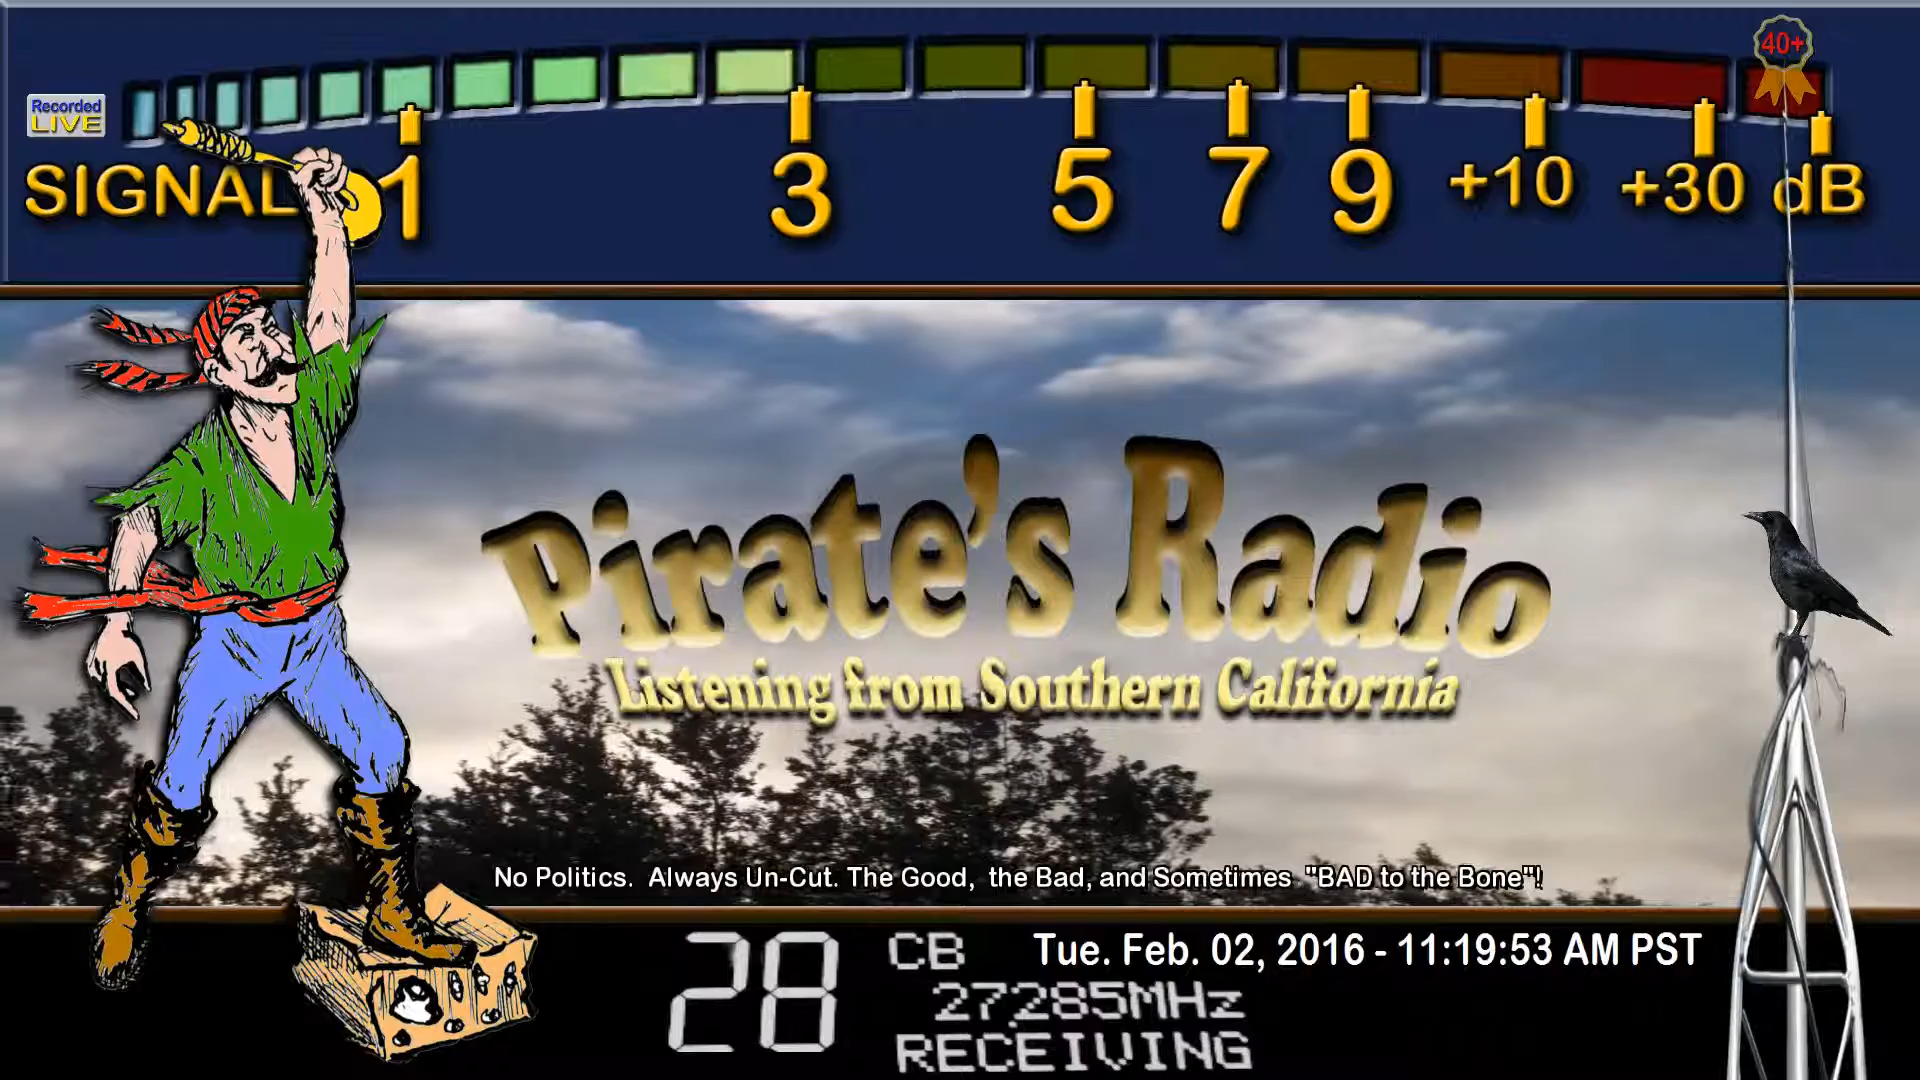 40+
Recorded
LIVE
SIGNAL 1 3 5 7 9 +10 +30 dB
Pirate's Radio
Listening from Southern California
No Politics. Always Un-Cut. The Good, the Bad, and Sometimes "BAD to the Bone"!
28 CB Tue. Feb. 02, 2016 - 11:19:53 AM PST
27.285MHz
RECEIVING